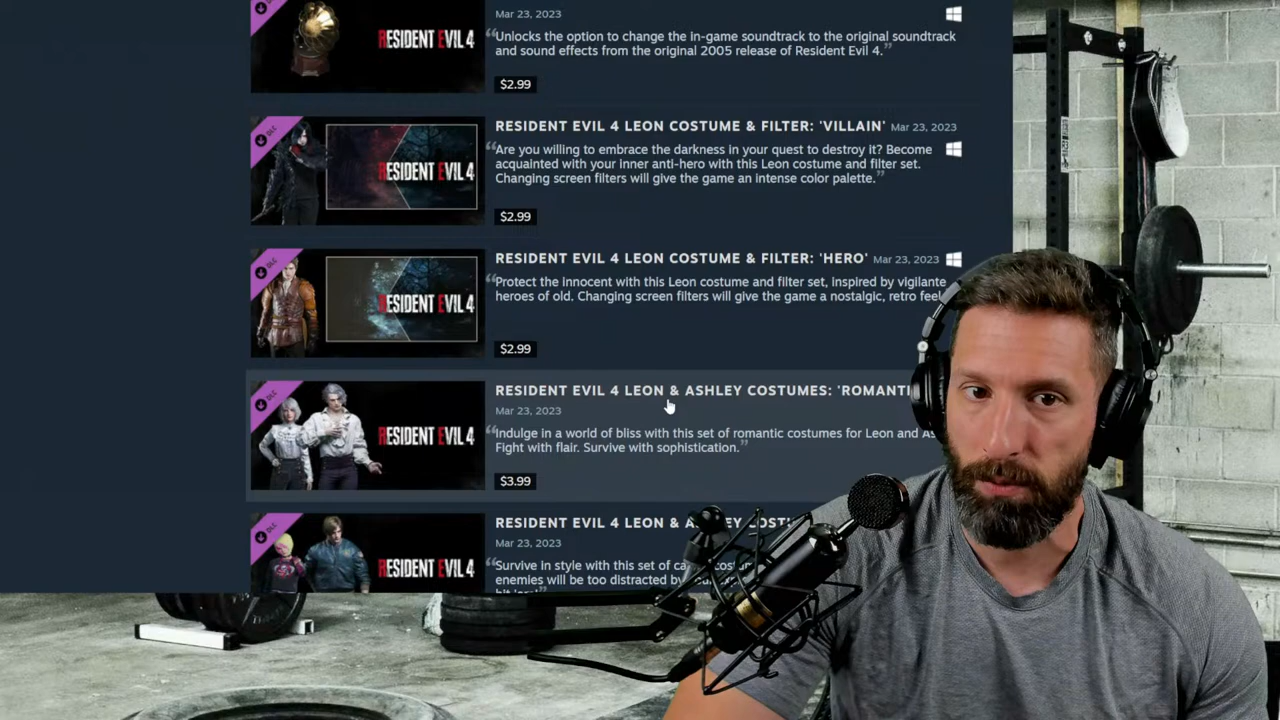 DLC
RESIDENT EVIL 4
Mar 23, 2023
“Unlocks the option to change the in-game soundtrack to the original soundtrack
and sound effects from the original 2005 release of Resident Evil 4.”
$2.99
DLC
RESIDENT EVIL 4
RESIDENT EVIL 4 LEON COSTUME & FILTER: 'VILLAIN' Mar 23, 2023
“Are you willing to embrace the darkness in your quest to destroy it? Become
acquainted with your inner anti-hero with this Leon costume and filter set.
Changing screen filters will give the game an intense color palette.”
$2.99
DLC
RESIDENT EVIL 4
RESIDENT EVIL 4 LEON COSTUME & FILTER: 'HERO' Mar 23, 2023
“Protect the innocent with this Leon costume and filter set, inspired by vigilante
heroes of old. Changing screen filters will give the game a nostalgic, retro feel
$2.99
DLC
RESIDENT EVIL 4
RESIDENT EVIL 4 LEON & ASHLEY COSTUMES: 'ROMANTI
Mar 23, 2023
“Indulge in a world of bliss with this set of romantic costumes for Leon and As
Fight with flair. Survive with sophistication.”
$3.99
DLC
RESIDENT EVIL 4
RESIDENT EVIL 4 LEON & ASHLEY COSTU
Mar 23, 2023
“Survive in style with this set of ca
enemies will be too distracted by